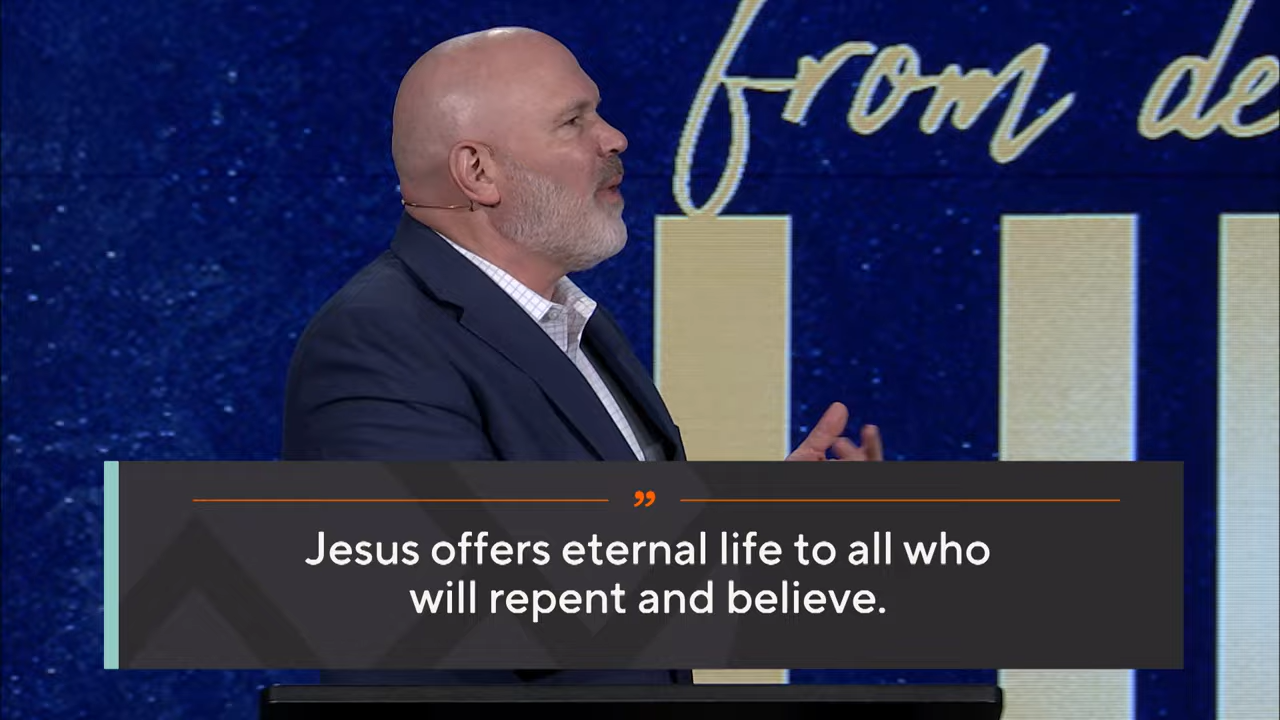 from de
”
Jesus offers eternal life to all who
will repent and believe.